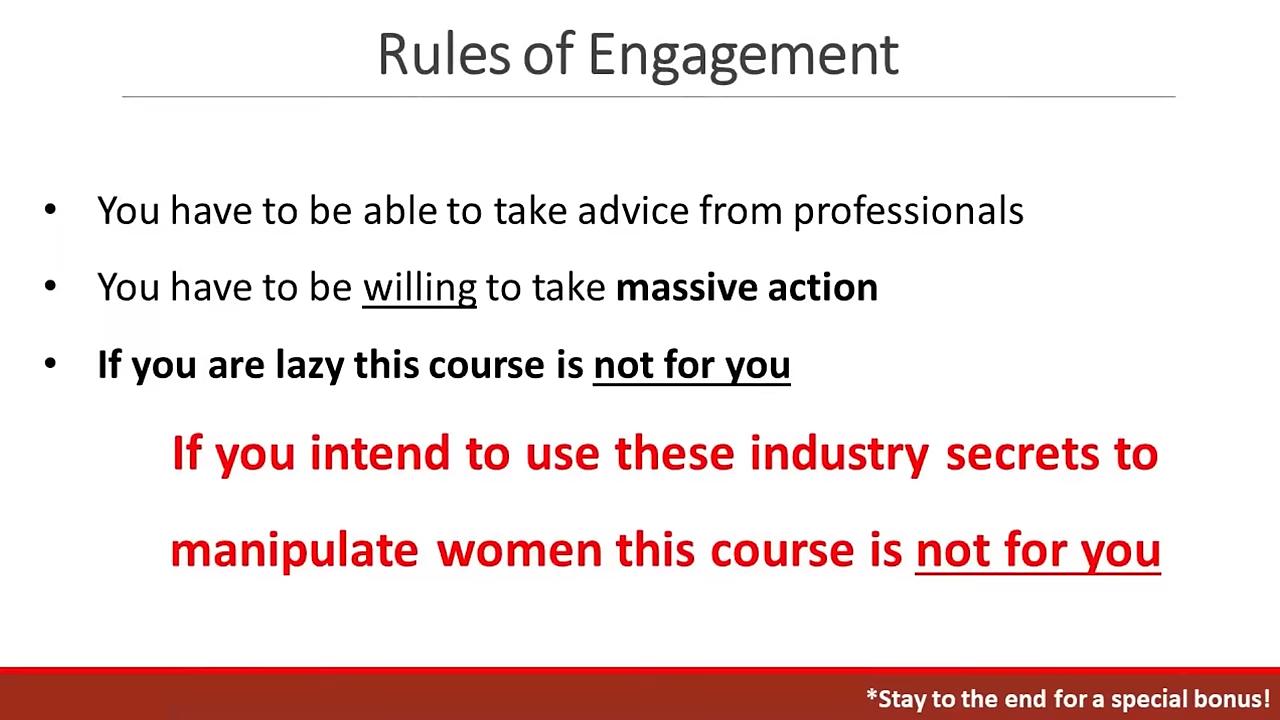 Rules of Engagement
• You have to be able to take advice from professionals
• You have to be willing to take massive action
• If you are lazy this course is not for you
If you intend to use these industry secrets to
manipulate women this course is not for you
*Stay to the end for a special bonus!